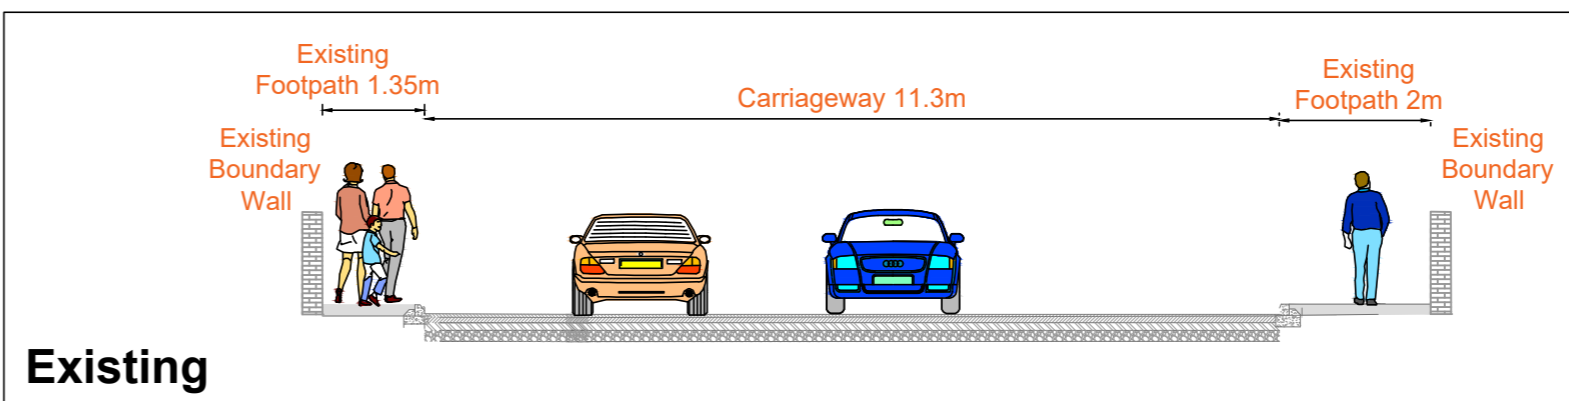 Existing
Footpath 1.35m
Carriageway 11.3m
Existing
Footpath 2m
Existing
Boundary
Wall
Existing
Boundary
Wall
Existing